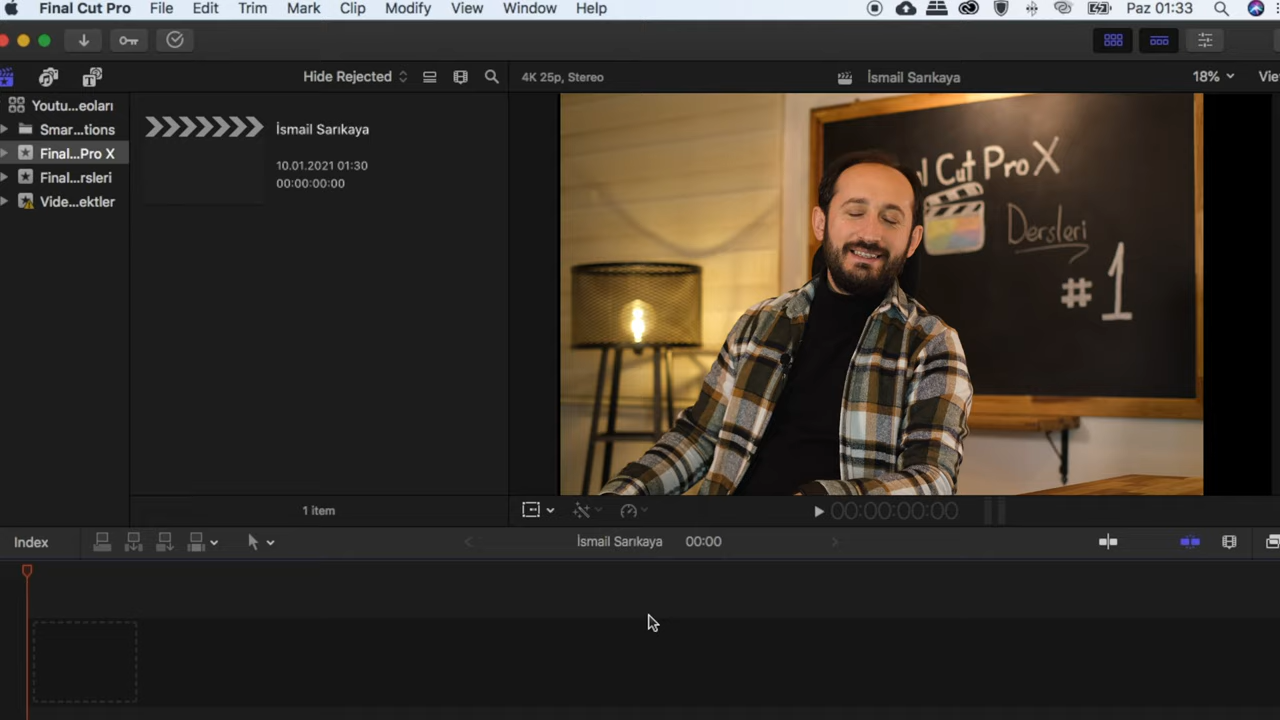 Final Cut Pro File Edit Trim Mark Clip Modify View Window Help Paz 01:33
Hide Rejected 4K 25p, Stereo İsmail Sarıkaya 18%
Youtu...eoları
Smar...tions
Final...Pro X
Final...rsleri
Vide...ektler
İsmail Sarıkaya
10.01.2021 01:30
00:00:00:00
l Cut Pro X
Dersleri
#1
1 item
00:00:00:00
Index İsmail Sarıkaya 00:00